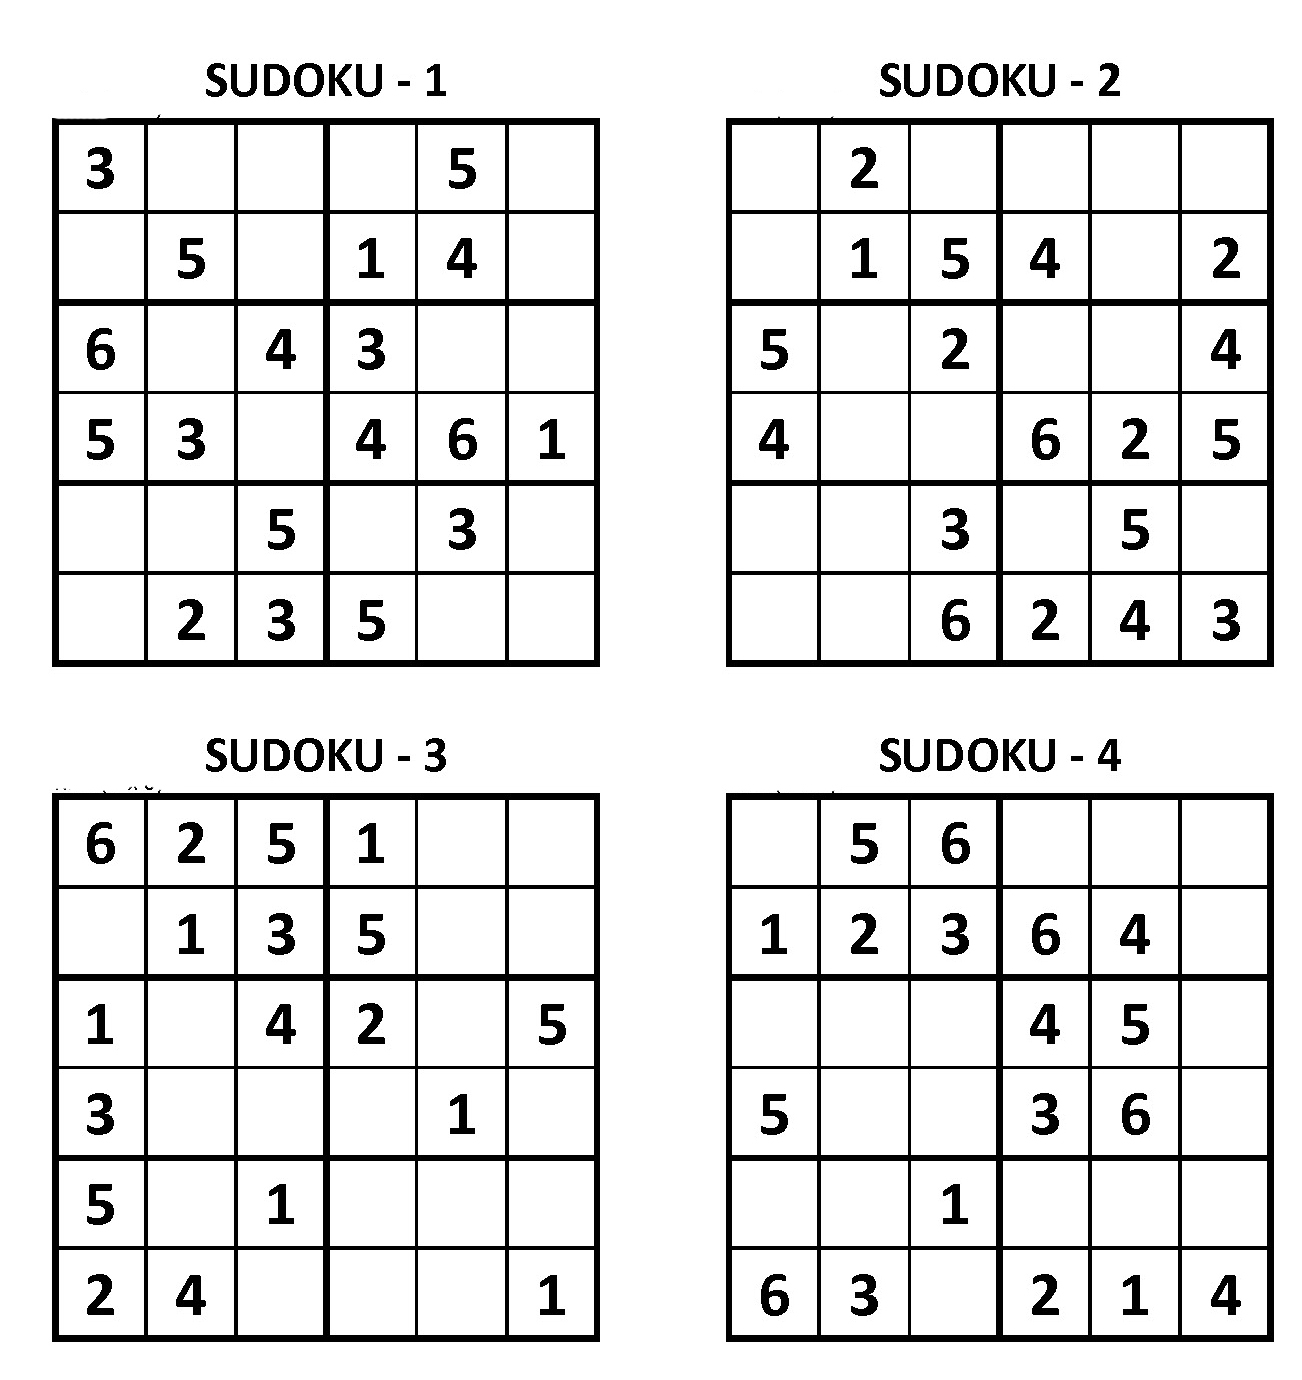 SUDOKU - 1
3 5
5 1 4
6 4 3
5 3 4 6 1
5 3
2 3 5
SUDOKU - 2
2
1 5 4 2
5 2 4
4 6 2 5
3 5
6 2 4 3
SUDOKU - 3
6 2 5 1
1 3 5
1 4 2 5
3 1
5 1
2 4 1
SUDOKU - 4
5 6
1 2 3 6 4
4 5
5 3 6
1
6 3 2 1 4